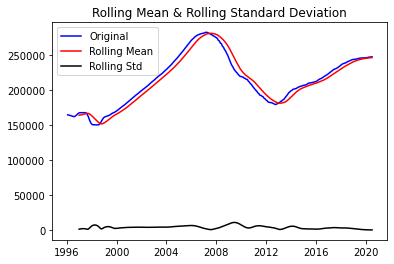 Rolling Mean & Rolling Standard Deviation
Original
Rolling Mean
Rolling Std
250000
200000
150000
100000
50000
0
1996 2000 2004 2008 2012 2016 2020